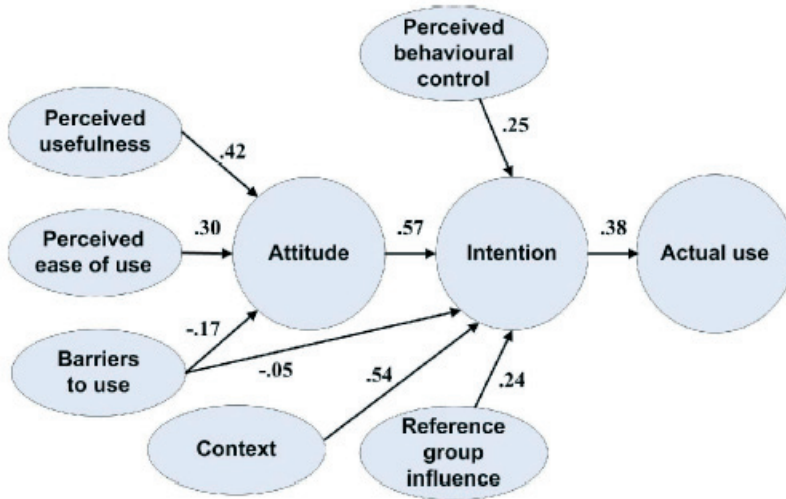 Perceived
behavioural
control
Perceived
usefulness
.25
.42
Perceived
ease of use
.30
Attitude
.57
Intention
.38
Actual use
-.17
Barriers
to use
-.05
.54
.24
Context
Reference
group
influence